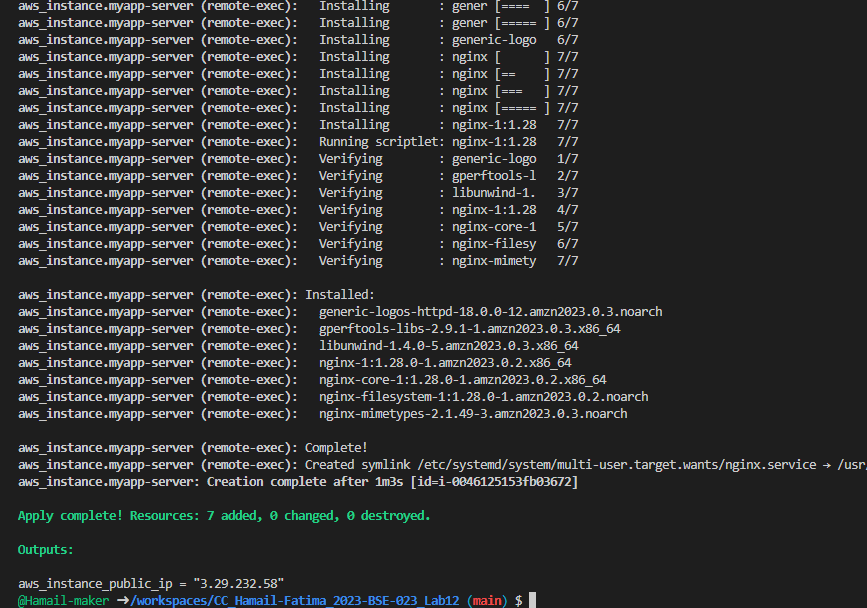 aws_instance.myapp-server (remote-exec):   Installing       : gener [====  ] 6/7
aws_instance.myapp-server (remote-exec):   Installing       : gener [===== ] 6/7
aws_instance.myapp-server (remote-exec):   Installing       : generic-logo   6/7
aws_instance.myapp-server (remote-exec):   Installing       : nginx [      ] 7/7
aws_instance.myapp-server (remote-exec):   Installing       : nginx [==    ] 7/7
aws_instance.myapp-server (remote-exec):   Installing       : nginx [===   ] 7/7
aws_instance.myapp-server (remote-exec):   Installing       : nginx [===== ] 7/7
aws_instance.myapp-server (remote-exec):   Installing       : nginx-1:1.28   7/7
aws_instance.myapp-server (remote-exec):   Running scriptlet: nginx-1:1.28   7/7
aws_instance.myapp-server (remote-exec):   Verifying        : generic-logo   1/7
aws_instance.myapp-server (remote-exec):   Verifying        : gperftools-l   2/7
aws_instance.myapp-server (remote-exec):   Verifying        : libunwind-1.   3/7
aws_instance.myapp-server (remote-exec):   Verifying        : nginx-1:1.28   4/7
aws_instance.myapp-server (remote-exec):   Verifying        : nginx-core-1   5/7
aws_instance.myapp-server (remote-exec):   Verifying        : nginx-filesy   6/7
aws_instance.myapp-server (remote-exec):   Verifying        : nginx-mimety   7/7
aws_instance.myapp-server (remote-exec): Installed:
aws_instance.myapp-server (remote-exec):   generic-logos-httpd-18.0.0-12.amzn2023.0.3.noarch
aws_instance.myapp-server (remote-exec):   gperftools-libs-2.9.1-1.amzn2023.0.3.x86_64
aws_instance.myapp-server (remote-exec):   libunwind-1.4.0-5.amzn2023.0.3.x86_64
aws_instance.myapp-server (remote-exec):   nginx-1:1.28.0-1.amzn2023.0.2.x86_64
aws_instance.myapp-server (remote-exec):   nginx-core-1:1.28.0-1.amzn2023.0.2.x86_64
aws_instance.myapp-server (remote-exec):   nginx-filesystem-1:1.28.0-1.amzn2023.0.2.noarch
aws_instance.myapp-server (remote-exec):   nginx-mimetypes-2.1.49-3.amzn2023.0.3.noarch
aws_instance.myapp-server (remote-exec): Complete!
aws_instance.myapp-server (remote-exec): Created symlink /etc/systemd/system/multi-user.target.wants/nginx.service → /usr/
aws_instance.myapp-server: Creation complete after 1m3s [id=i-0046125153fb03672]
Apply complete! Resources: 7 added, 0 changed, 0 destroyed.
Outputs:
aws_instance_public_ip = "3.29.232.58"
@Hamail-maker ➜/workspaces/CC_Hamail-Fatima_2023-BSE-023_Lab12 (main) $